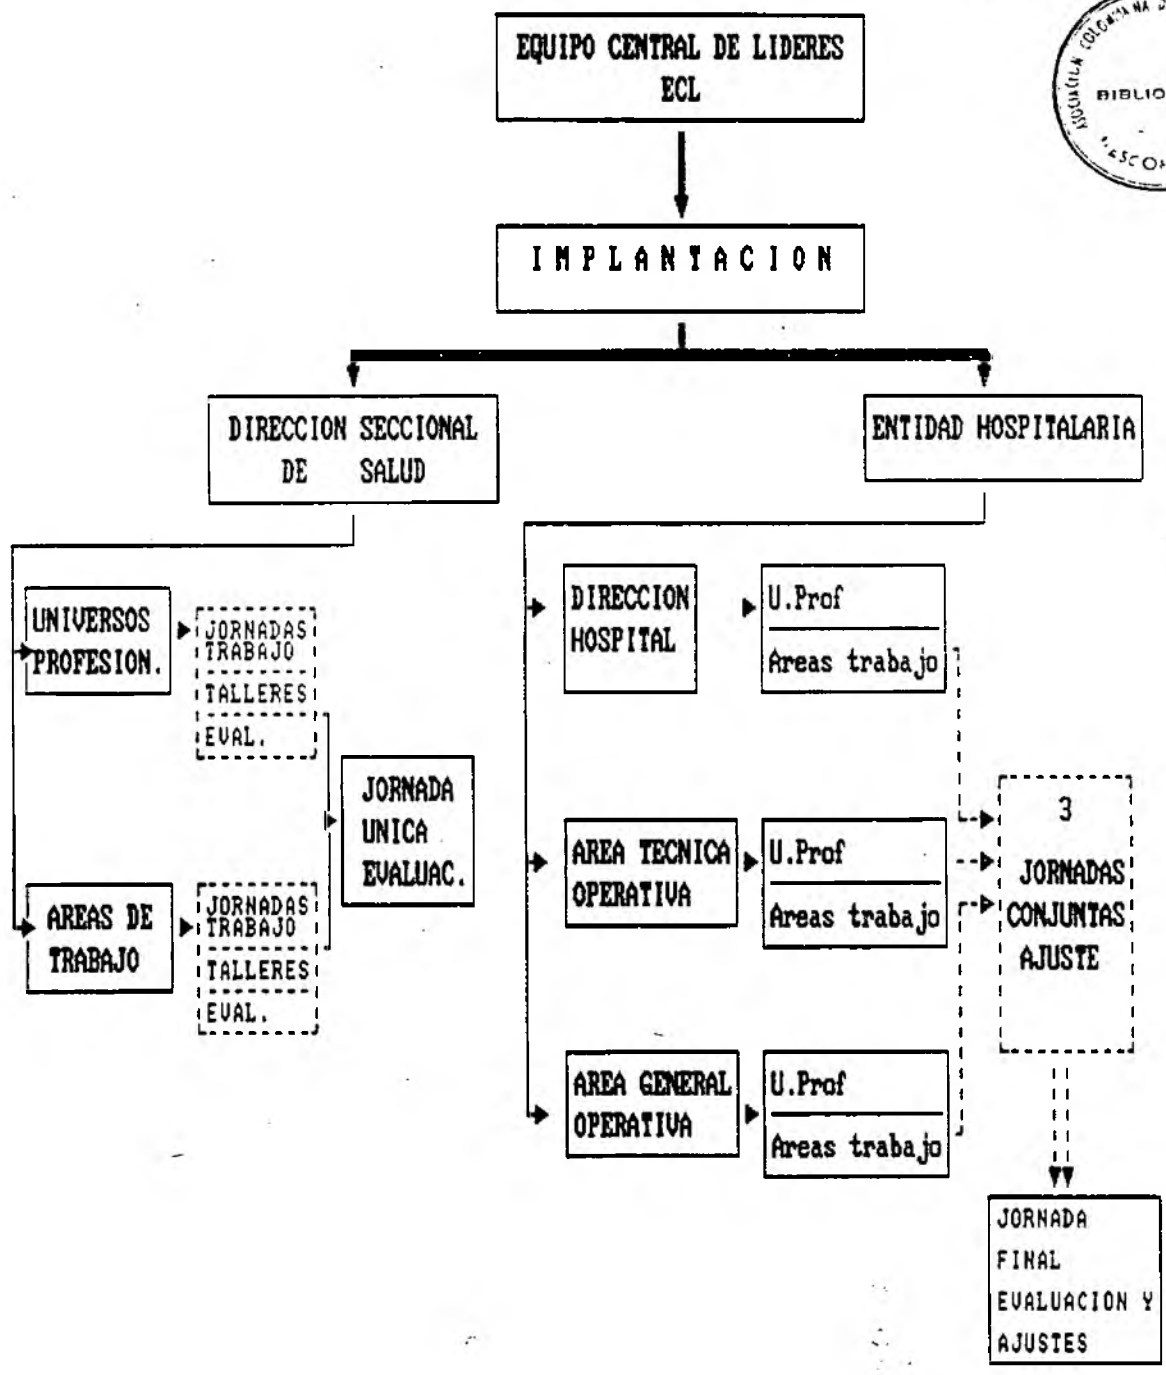 EQUIPO CENTRAL DE LIDERES
ECL
BIBLIO
IMPLANTACION
DIRECCION SECCIONAL
DE SALUD
ENTIDAD HOSPITALARIA
UNIVERSOS
PROFESION.
JORNADAS
TRABAJO
TALLERES
EVAL.
AREAS DE
TRABAJO
JORNADAS
TRABAJO
TALLERES
EVAL.
JORNADA
UNICA
EVALUAC.
DIRECCION
HOSPITAL
U.Prof
Areas trabajo
AREA TECNICA
OPERATIVA
U.Prof
Areas trabajo
AREA GENERAL
OPERATIVA
U.Prof
Areas trabajo
3
JORNADAS
CONJUNTAS
AJUSTE
JORNADA
FINAL
EVALUACION Y
AJUSTES